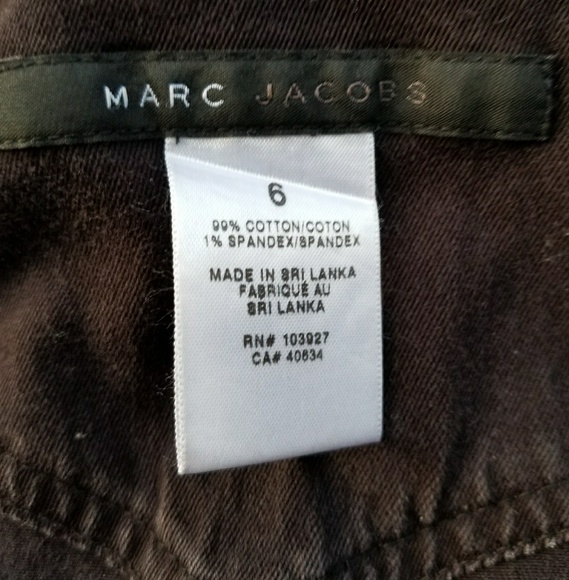 MARC JACOBS
6
99% COTTON/COTON
1% SPANDEX/SPANDEX
MADE IN SRI LANKA
FABRIQUÉ AU
SRI LANKA
RN# 103927
CA# 40634